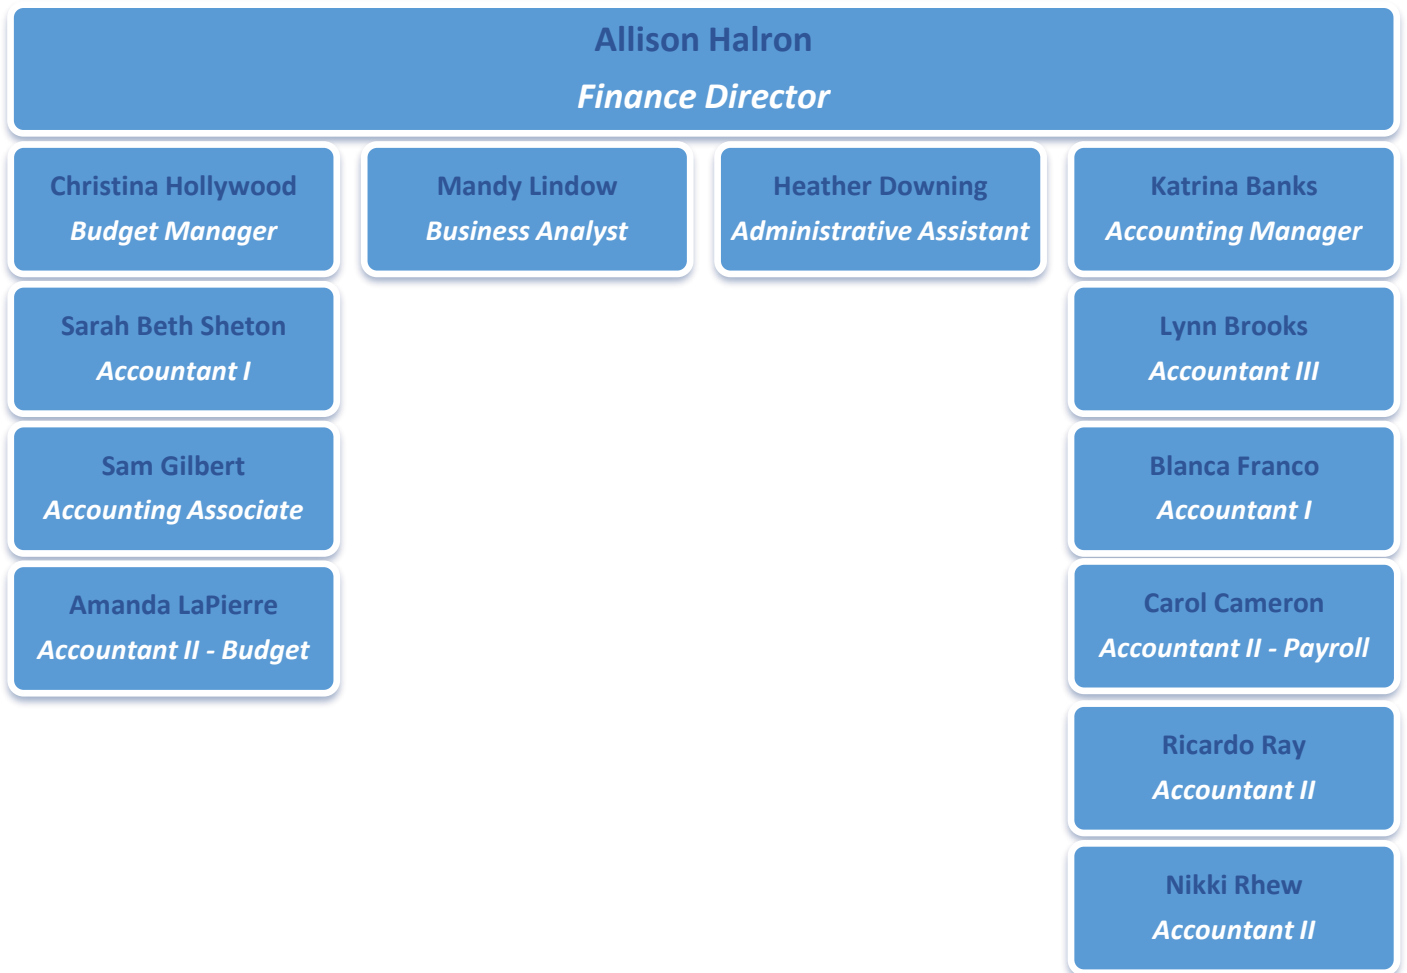 Allison Halron
Finance Director
Christina Hollywood
Budget Manager
Mandy Lindow
Business Analyst
Heather Downing
Administrative Assistant
Katrina Banks
Accounting Manager
Sarah Beth Sheton
Accountant I
Lynn Brooks
Accountant III
Sam Gilbert
Accounting Associate
Blanca Franco
Accountant I
Amanda LaPierre
Accountant II - Budget
Carol Cameron
Accountant II - Payroll
Ricardo Ray
Accountant II
Nikki Rhew
Accountant II